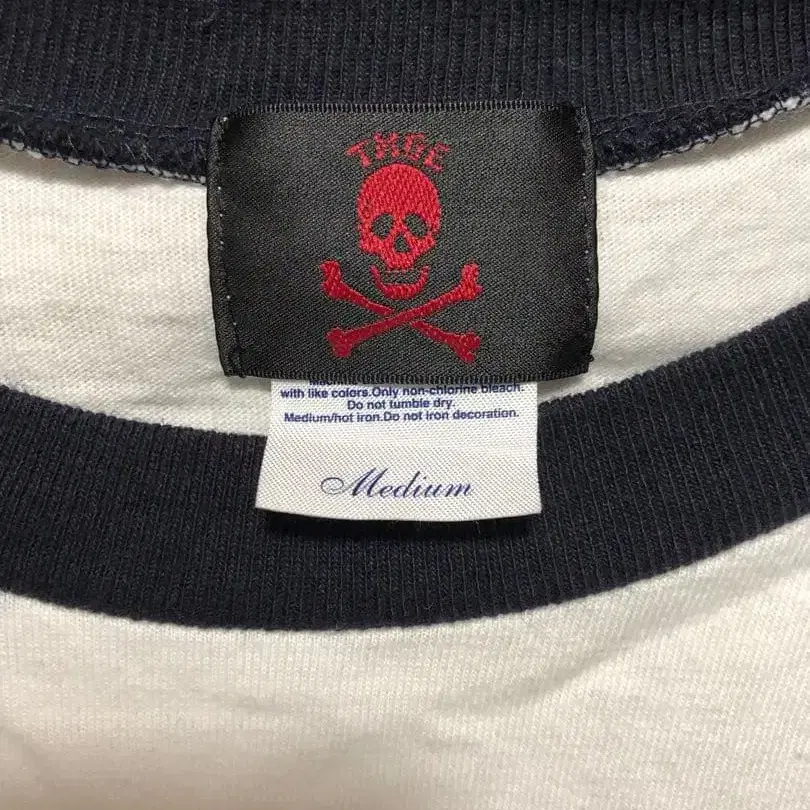 TMGE
with like colors.Only non-chlorine bleach.
Do not tumble dry.
Medium/hot iron.Do not iron decoration.
Medium